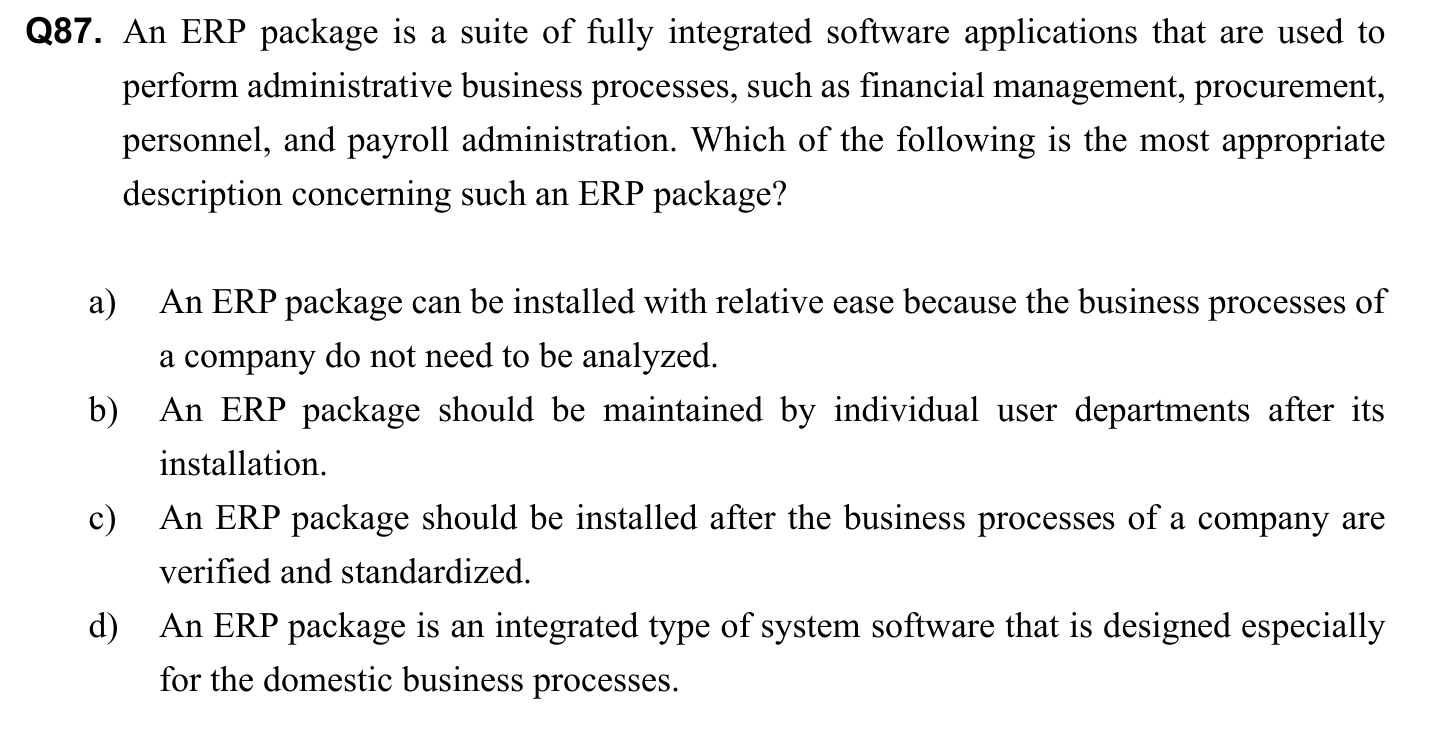 Q87. An ERP package is a suite of fully integrated software applications that are used to
perform administrative business processes, such as financial management, procurement,
personnel, and payroll administration. Which of the following is the most appropriate
description concerning such an ERP package?
a) An ERP package can be installed with relative ease because the business processes of
a company do not need to be analyzed.
b) An ERP package should be maintained by individual user departments after its
installation.
c) An ERP package should be installed after the business processes of a company are
verified and standardized.
d) An ERP package is an integrated type of system software that is designed especially
for the domestic business processes.